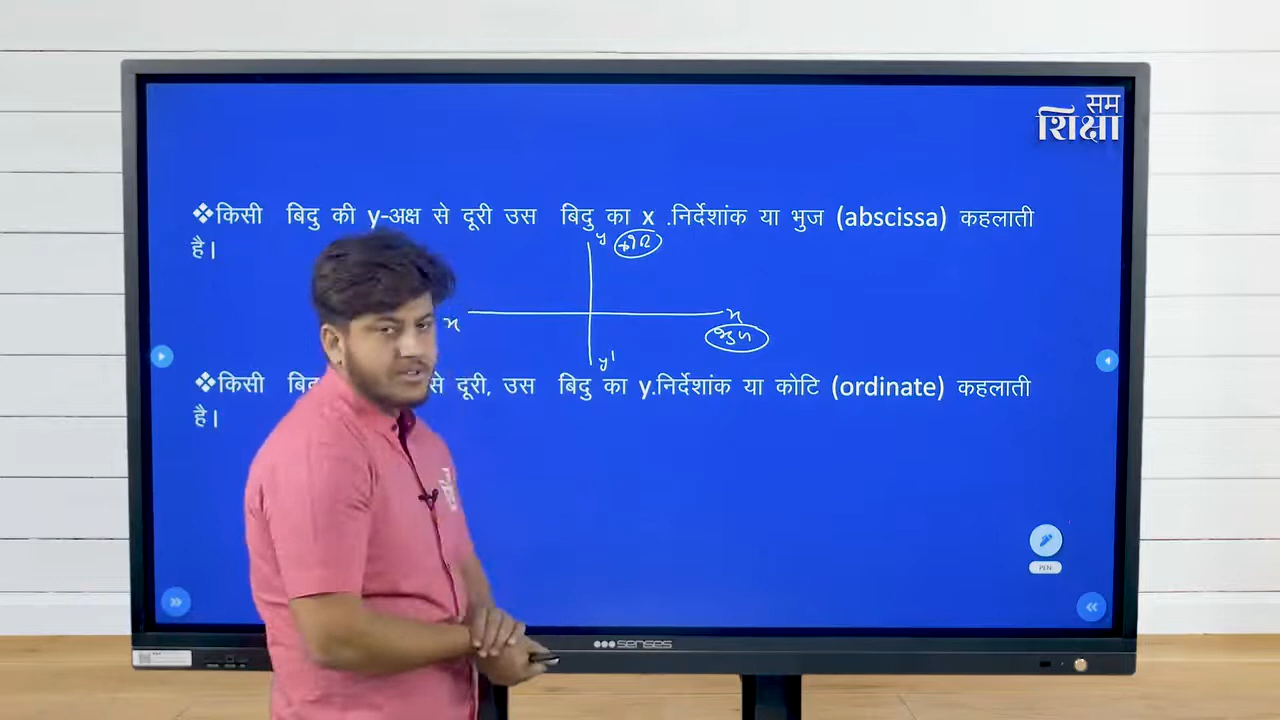 सम
शिक्षा
❖किसी बिदु की y-अक्ष से दूरी उस बिदु का x .निर्देशांक या भुज (abscissa) कहलाती
है।
y कोटि
x x
भुज
y'
❖किसी से दूरी, उस बिदु का y.निर्देशांक या कोटि (ordinate) कहलाती
है।
PEN
senses